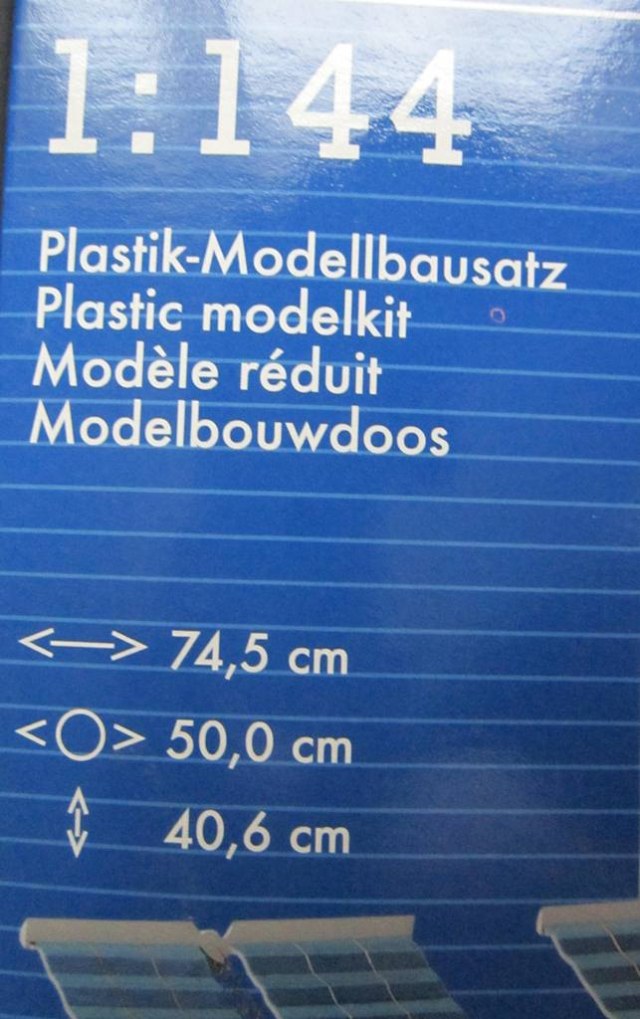 1:144
Plastik-Modellbausatz
Plastic modelkit
Modèle réduit
Modelbouwdoos
74,5 cm
50,0 cm
40,6 cm